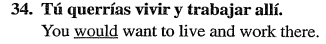 34. Tú querrías vivir y trabajar allí.
You would want to live and work there.